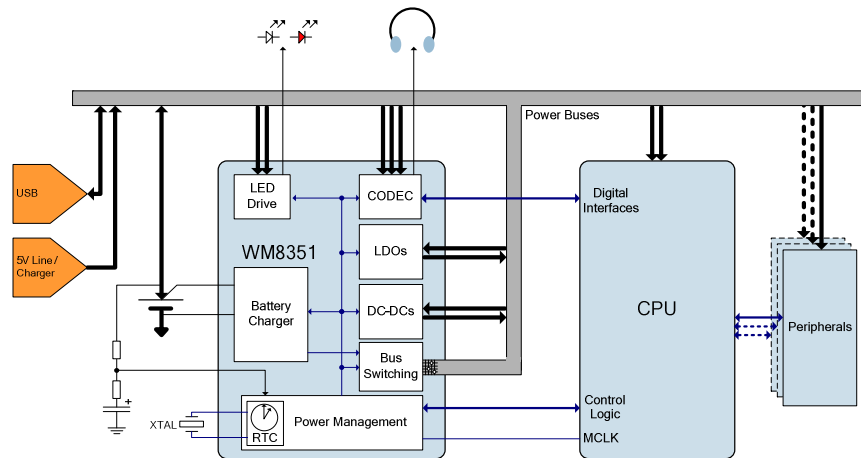 Power Buses
USB
5V Line /
Charger
LED
Drive
CODEC
Digital
Interfaces
WM8351
LDOs
Battery
Charger
DC-DCs
CPU
Peripherals
Bus
Switching
XTAL
RTC
Power Management
Control
Logic
MCLK
+